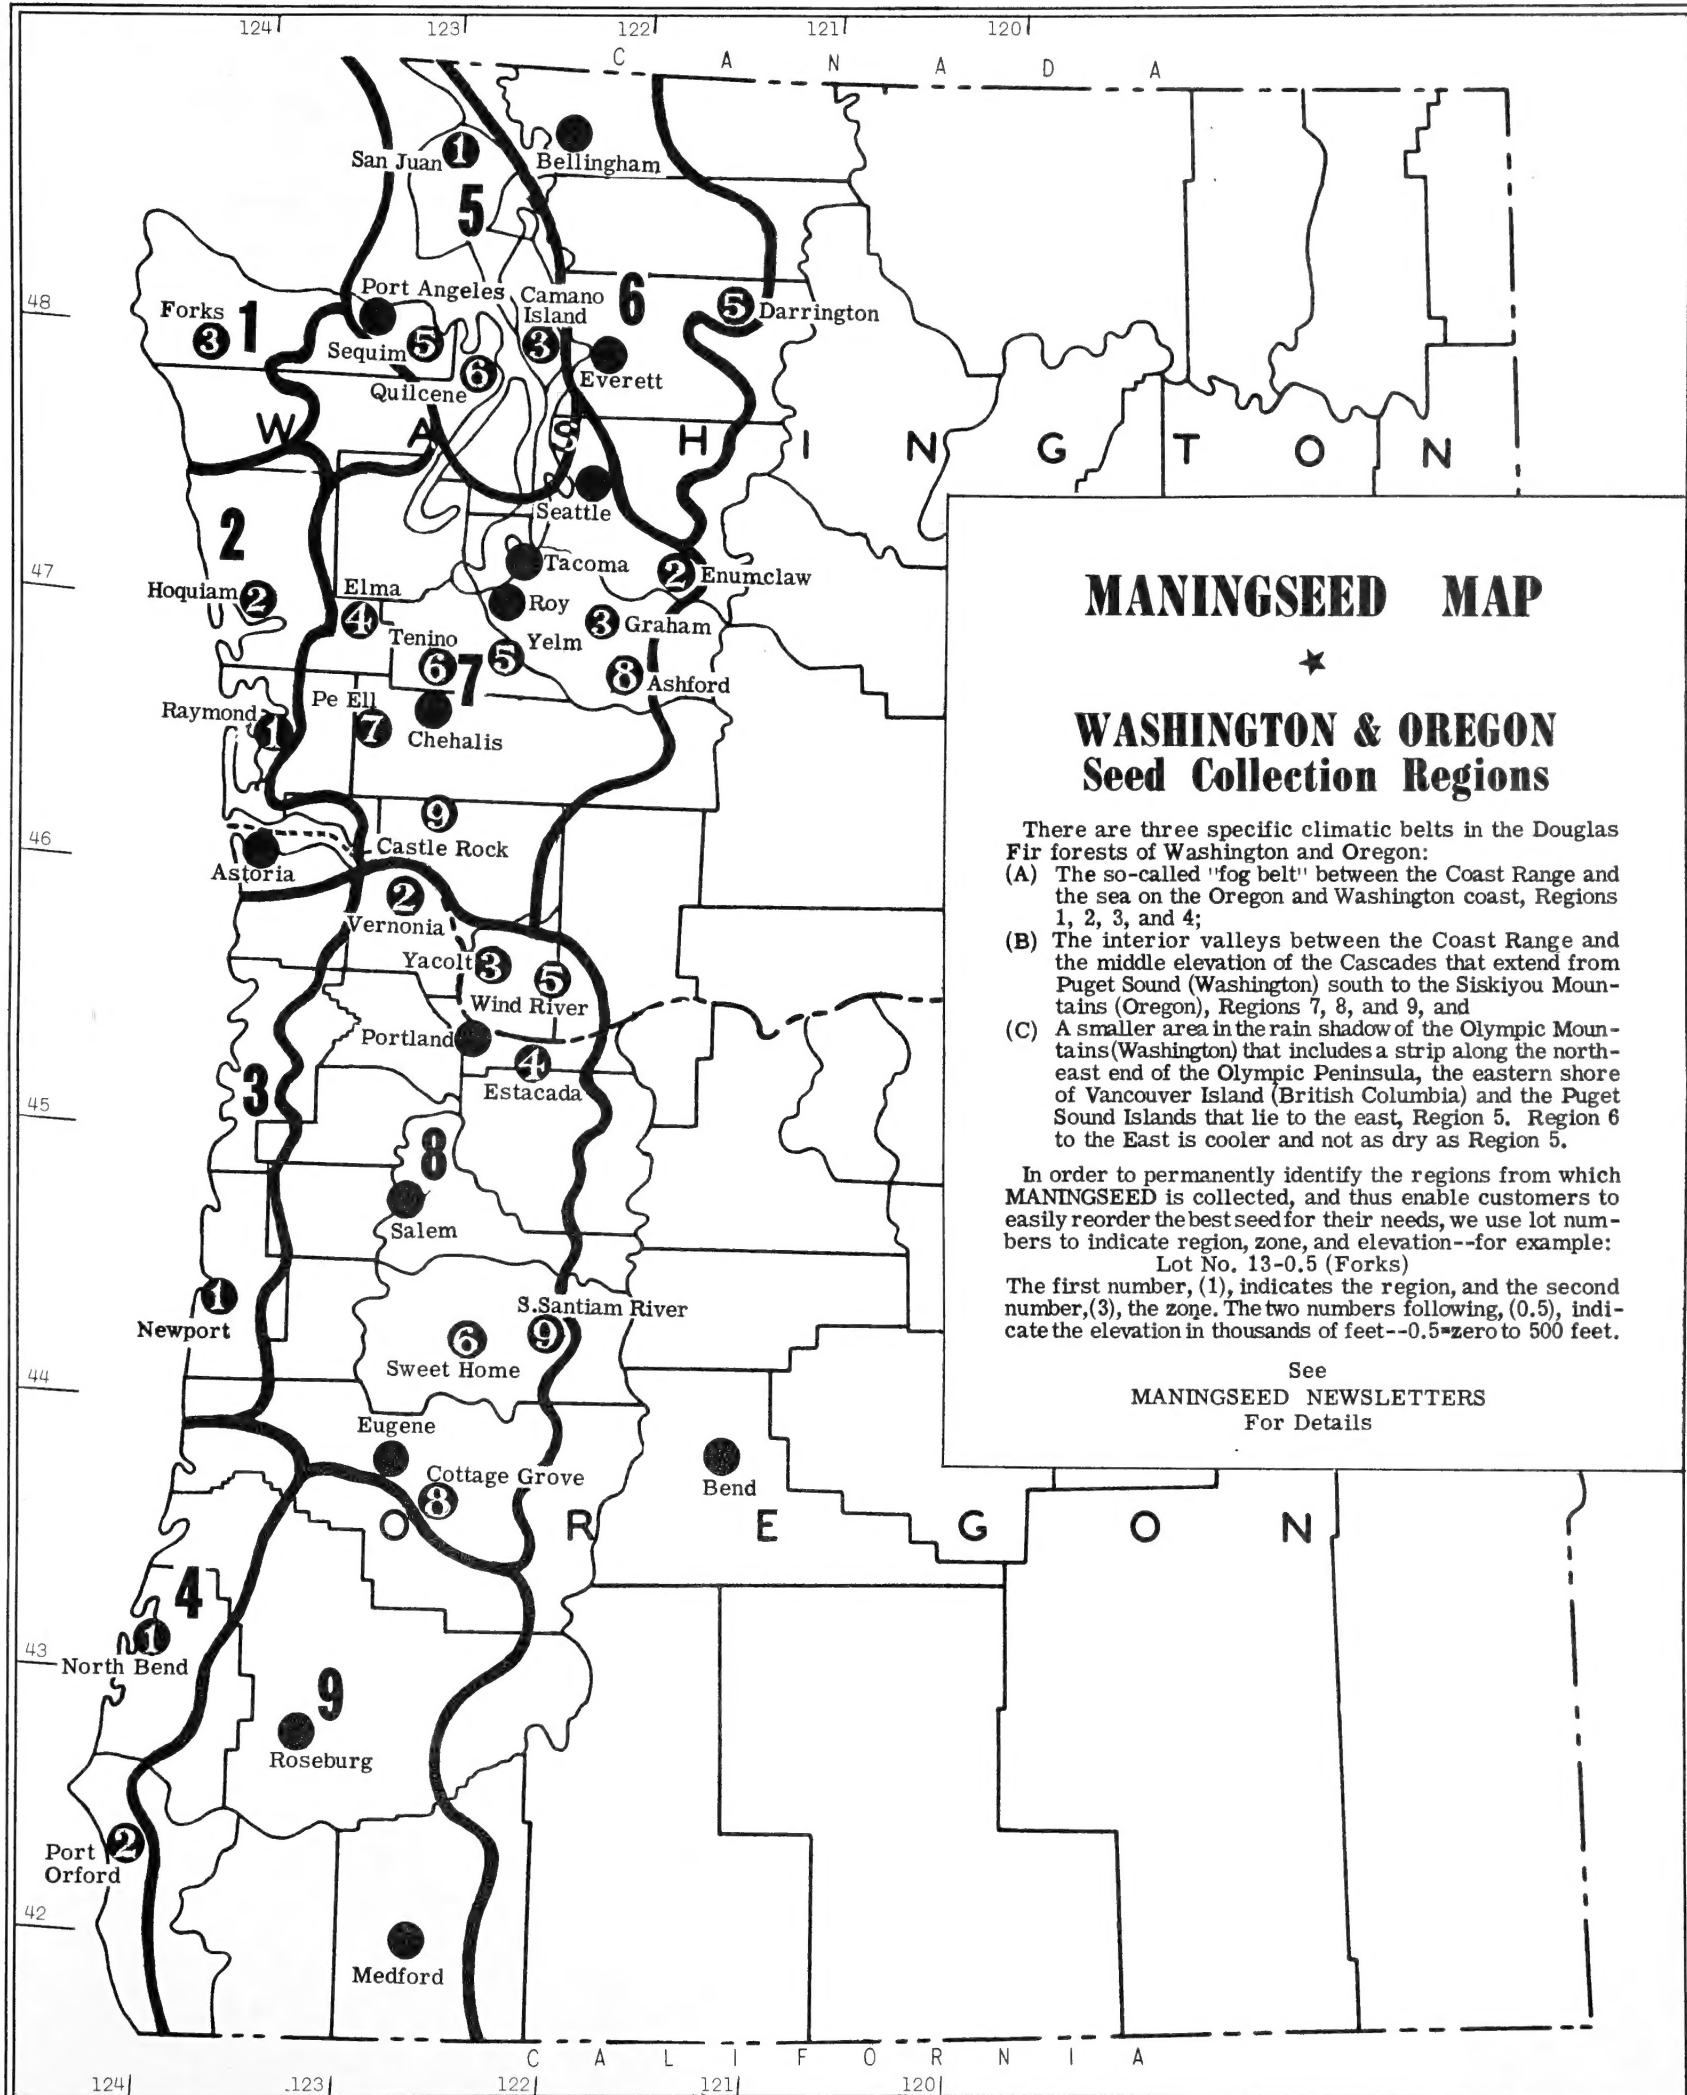 124 123 122 121 120
C A N A D A
San Juan 1
Bellingham
5
48
Forks 3
1
Port Angeles
Camano
Island 3
6
5 Darrington
Sequim 5
Quilcene 6
Everett
W A S H I N G T O N
Seattle
2
47
Hoquiam 2
Elma
4
Tacoma
2 Enumclaw
Roy
3 Graham
Tenino
6
Yelm
5
7
8 Ashford
Pe Ell
7
Raymond 1
Chehalis
46
9
Castle Rock
Astoria
2
Vernonia
Yacolt 3
5
Wind River
Portland
4
Estacada
45
3
8
Salem
1
Newport
S.Santiam River
9
6
Sweet Home
44
Eugene
Cottage Grove
8
Bend
O R E G O N
4
1
43
North Bend
9
Roseburg
2
Port
Orford
42
Medford
C A L I F O R N I A
124 123 122 121 120
MANINGSEED MAP
WASHINGTON & OREGON
Seed Collection Regions
There are three specific climatic belts in the Douglas
Fir forests of Washington and Oregon:
(A) The so-called "fog belt" between the Coast Range and
the sea on the Oregon and Washington coast, Regions
1, 2, 3, and 4;
(B) The interior valleys between the Coast Range and
the middle elevation of the Cascades that extend from
Puget Sound (Washington) south to the Siskiyou Moun-
tains (Oregon), Regions 7, 8, and 9, and
(C) A smaller area in the rain shadow of the Olympic Moun-
tains (Washington) that includes a strip along the north-
east end of the Olympic Peninsula, the eastern shore
of Vancouver Island (British Columbia) and the Puget
Sound Islands that lie to the east, Region 5. Region 6
to the East is cooler and not as dry as Region 5.
In order to permanently identify the regions from which
MANINGSEED is collected, and thus enable customers to
easily reorder the best seed for their needs, we use lot num-
bers to indicate region, zone, and elevation--for example:
Lot No. 13-0.5 (Forks)
The first number, (1), indicates the region, and the second
number,(3), the zone. The two numbers following, (0.5), indi-
cate the elevation in thousands of feet--0.5=zero to 500 feet.
See
MANINGSEED NEWSLETTERS
For Details